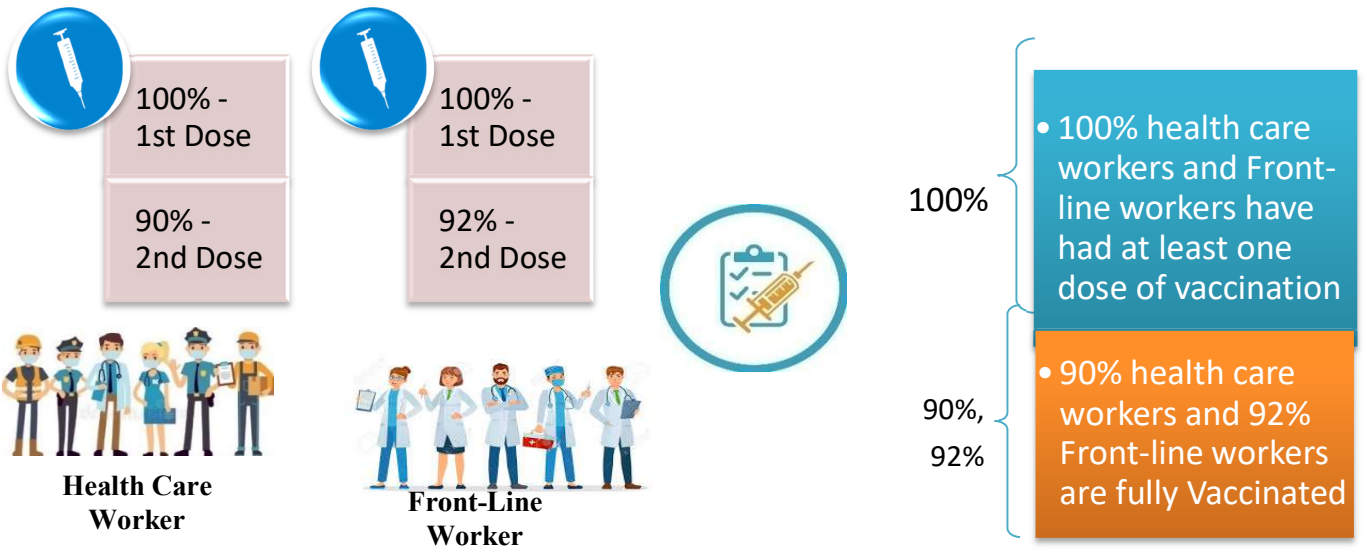 100% -
1st Dose
90% -
2nd Dose
Health Care
Worker
100% -
1st Dose
92% -
2nd Dose
Front-Line
Worker
100%
• 100% health care
workers and Front-
line workers have
had at least one
dose of vaccination
90%,
92%
• 90% health care
workers and 92%
Front-line workers
are fully Vaccinated